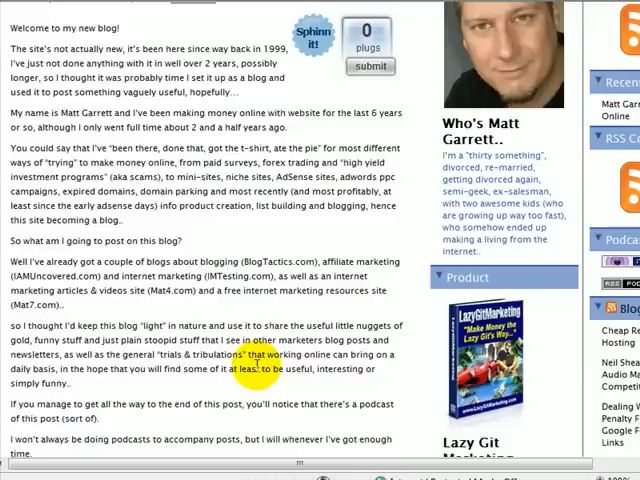 Welcome to my new blog!
The site's not actually new, it's been here since way back in 1999,
I've just not done anything with it in well over 2 years, possibly
longer, so I thought it was probably time I set it up as a blog and
used it to post something vaguely useful, hopefully...
My name is Matt Garrett and I've been making money online with website for the last 6 years
or so, although I only went full time about 2 and a half years ago.
You could say that I've "been there, done that, got the t-shirt, ate the pie" for most different
ways of "trying" to make money online, from paid surveys, forex trading and "high yield
investment programs" (aka scams), to mini-sites, niche sites, AdSense sites, adwords ppc
campaigns, expired domains, domain parking and most recently (and most profitably, at
least since the early adsense days) info product creation, list building and blogging, hence
this site becoming a blog..
So what am I going to post on this blog?
Well I've already got a couple of blogs about blogging (BlogTactics.com), affiliate marketing
(IAMUncovered.com) and internet marketing (IMTesting.com), as well as an internet
marketing articles & videos site (Mat4.com) and a free internet marketing resources site
(Mat7.com)..
so I thought I'd keep this blog "light" in nature and use it to share the useful little nuggets of
gold, funny stuff and just plain stoopid stuff that I see in other marketers blog posts and
newsletters, as well as the general "trials & tribulations" that working online can bring on a
daily basis, in the hope that you will find some of it at least to be useful, interesting or
simply funny..
If you manage to get all the way to the end of this post, you'll notice that there's a podcast
of this post (sort of).
I won't always be doing podcasts to accompany posts, but I will whenever I've got enough
time.
Sphinn
it!
0
plugs
submit
Who's Matt
Garrett..
I'm a "thirty something",
divorced, re-married,
getting divorced again,
semi-geek, ex-salesman,
with two awesome kids (who
are growing up way too fast),
who somehow ended up
making a living from the
internet..
Product
LazyGitMarketing
"Make Money the
Lazy Git's Way..."
Lazy Git
Recen
Matt Gar
Online
RSS Co
Podca
Blog
Cheap Re
Hosting
Neil Shea
Audio Ma
Dealing W
Penalty F
Google F
Links
100%